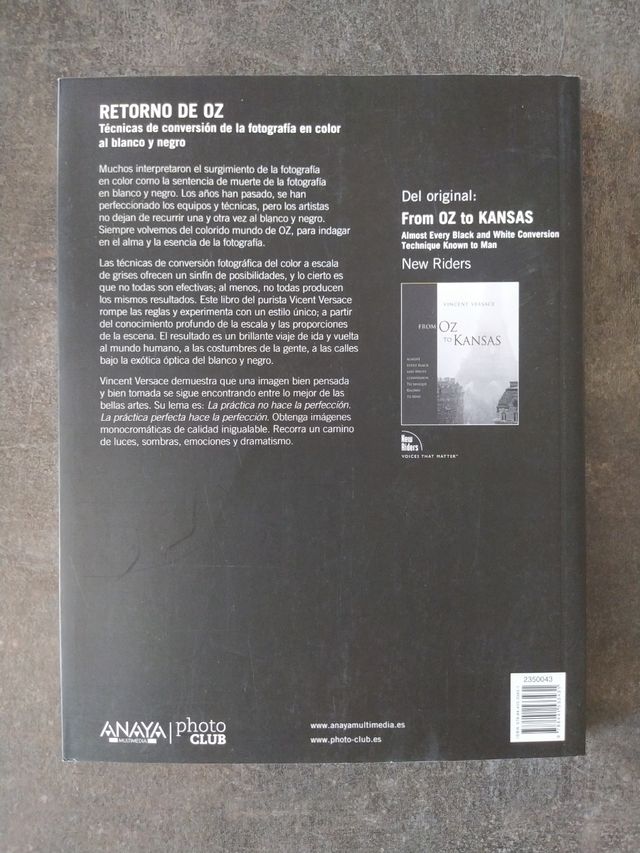 RETORNO DE OZ
Técnicas de conversión de la fotografía en color
al blanco y negro
Muchos interpretaron el surgimiento de la fotografía
en color como la sentencia de muerte de la fotografía
en blanco y negro. Los años han pasado, se han
perfeccionado los equipos y técnicas, pero los artistas
no dejan de recurrir una y otra vez al blanco y negro.
Siempre volvemos del colorido mundo de OZ, para indagar
en el alma y la esencia de la fotografía.
Las técnicas de conversión fotográfica del color a escala
de grises ofrecen un sinfín de posibilidades, y lo cierto es
que no todas son efectivas; al menos, no todas producen
los mismos resultados. Este libro del purista Vicent Versace
rompe las reglas y experimenta con un estilo único; a partir
del conocimiento profundo de la escala y las proporciones
de la escena. El resultado es un brillante viaje de ida y vuelta
al mundo humano, a las costumbres de la gente, a las calles
bajo la exótica óptica del blanco y negro.
Vincent Versace demuestra que una imagen bien pensada
y bien tomada se sigue encontrando entre lo mejor de las
bellas artes. Su lema es: La práctica no hace la perfección.
La práctica perfecta hace la perfección. Obtenga imágenes
monocromáticas de calidad inigualable. Recorra un camino
de luces, sombras, emociones y dramatismo.
Del original:
From OZ to KANSAS
Almost Every Black and White Conversion
Technique Known to Man
New Riders
VINCENT VERSACE
FROM OZ
TO KANSAS
ALMOST
EVERY BLACK
AND WHITE
CONVERSION
TECHNIQUE
KNOWN
TO MAN
New
Riders
VOICES THAT MATTER™
ANAYA
MULTIMEDIA
photo
CLUB
www.anayamultimedia.es
www.photo-club.es
2350043